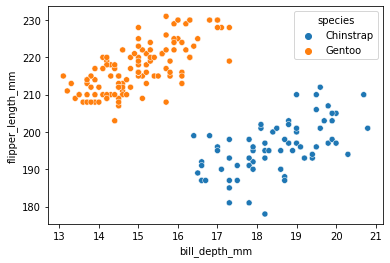 species
Chinstrap
Gentoo
flipper_length_mm
230
220
210
200
190
180
13 14 15 16 17 18 19 20 21
bill_depth_mm